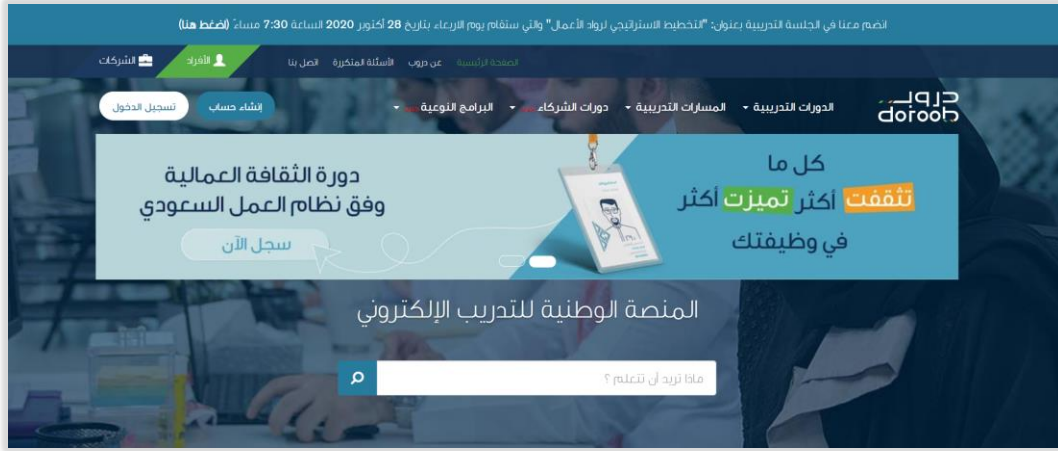 انضم معنا في الجلسة التدريبية بعنوان: "التخطيط الاستراتيجي لرواد الأعمال" والتي ستقام يوم الاربعاء بتاريخ 28 أكتوبر 2020 الساعة 7:30 مساءً (اضغط هنا)
الصفحة الرئيسية عن دروب الأسئلة المتكررة اتصل بنا
الأفراد
الشركات
دروب
doroob
الدورات التدريبية
المسارات التدريبية
دورات الشركاء
البرامج النوعية
إنشاء حساب
تسجيل الدخول
كل ما
تثقفت أكثر تميزت أكثر
في وظيفتك
دورة الثقافة العمالية
وفق نظام العمل السعودي
سجل الآن
المنصة الوطنية للتدريب الإلكتروني
ماذا تريد أن تتعلم ؟